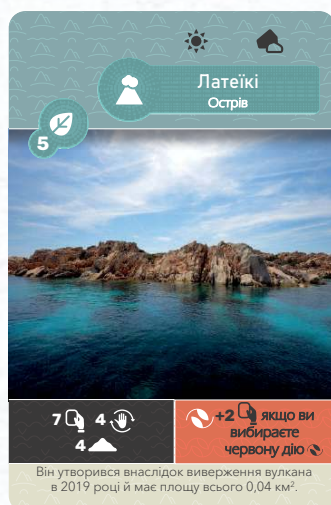 Латеїкі
Острів
5
7 4
4
+2 якщо ви
вибираєте
червону дію
Він утворився внаслідок виверження вулкана
в 2019 році й має площу всього 0,04 км².